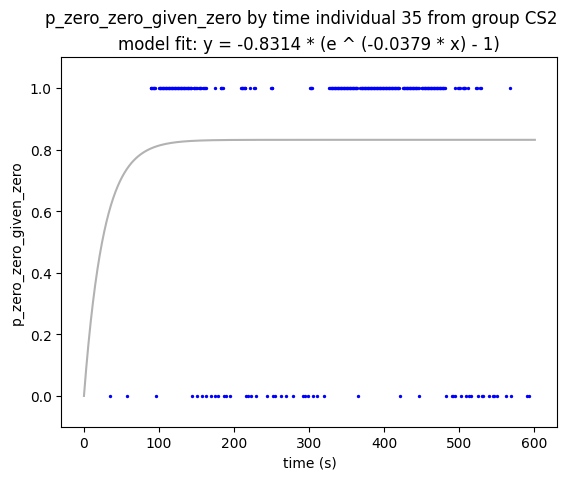 p_zero_zero_given_zero by time individual 35 from group CS2
model fit: y = -0.8314 * (e ^ (-0.0379 * x) - 1)
p_zero_zero_given_zero
1.0
0.8
0.6
0.4
0.2
0.0
0 100 200 300 400 500 600
time (s)